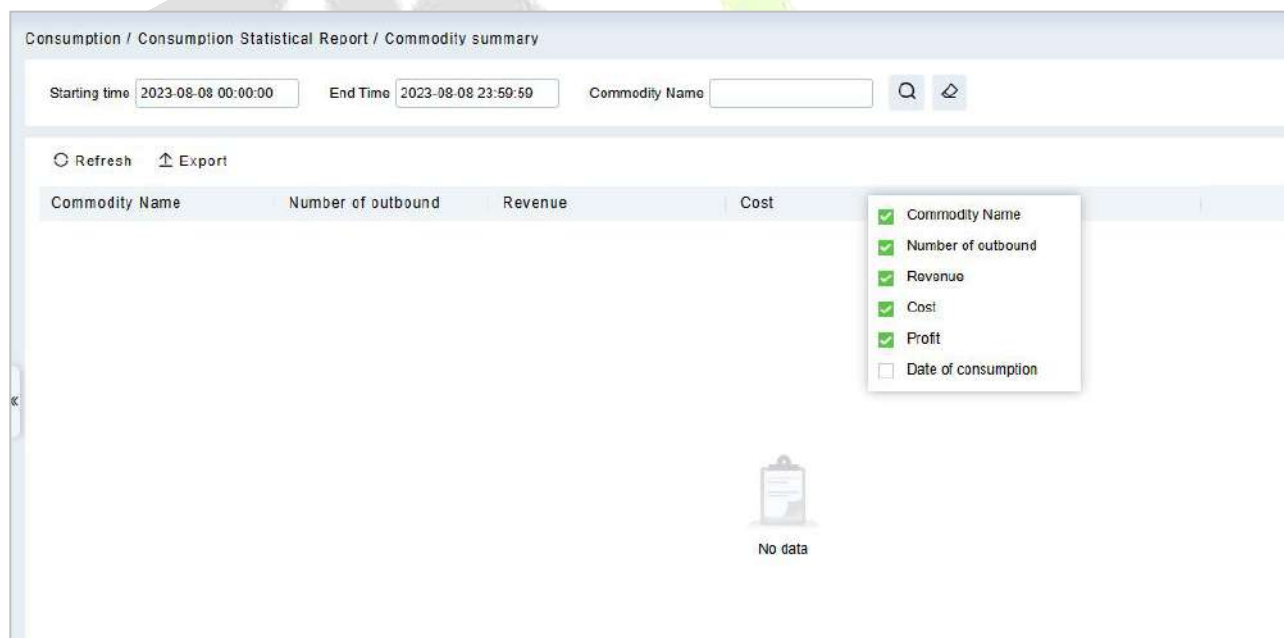 Consumption / Consumption Statistical Report / Commodity summary
Starting time 2023-08-08 00:00:00 End Time 2023-08-08 23:59:59 Commodity Name
Refresh Export
Commodity Name Number of outbound Revenue Cost
Commodity Name
Number of outbound
Revenue
Cost
Profit
Date of consumption
No data